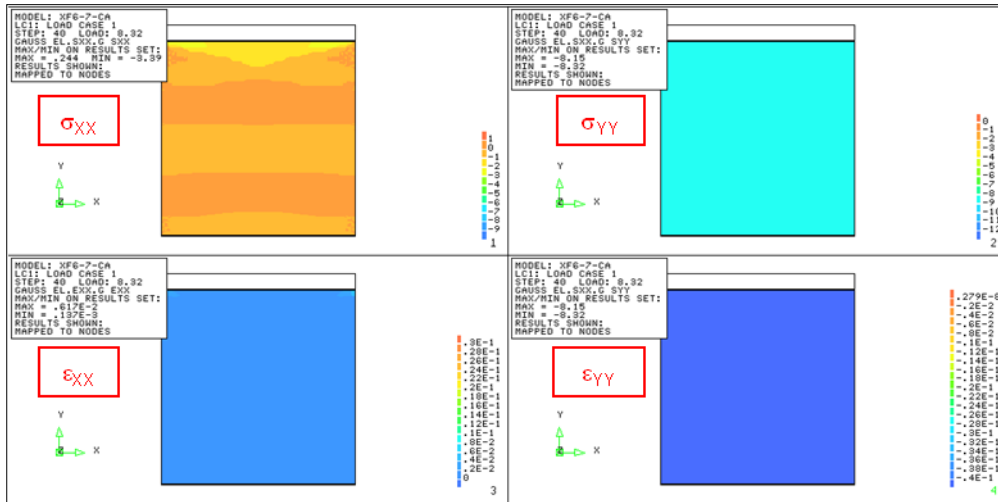 MODEL: XF6-7-CA
LC1: LOAD CASE 1
STEP: 40 LOAD: 8.32
GAUSS EL.SXX.G SXX
MAX/MIN ON RESULTS SET:
MAX = .244 MIN = -3.39
RESULTS SHOWN:
MAPPED TO NODES
σXX
Y
Z X
1
0
-1
-2
-3
-4
-5
-6
-7
-8
-9
1
MODEL: XF6-7-CA
LC1: LOAD CASE 1
STEP: 40 LOAD: 8.32
GAUSS EL.SXX.G SYY
MAX/MIN ON RESULTS SET:
MAX = -8.15
MIN = -8.32
RESULTS SHOWN:
MAPPED TO NODES
σYY
Y
Z X
0
-1
-2
-3
-4
-5
-6
-7
-8
-9
-10
-11
-12
2
MODEL: XF6-7-CA
LC1: LOAD CASE 1
STEP: 40 LOAD: 8.32
GAUSS EL.EXX.G EXX
MAX/MIN ON RESULTS SET:
MAX = .617E-2
MIN = .137E-3
RESULTS SHOWN:
MAPPED TO NODES
εXX
Y
Z X
.3E-1
.28E-1
.26E-1
.24E-1
.22E-1
.2E-1
.18E-1
.16E-1
.14E-1
.12E-1
.1E-1
.8E-2
.6E-2
.4E-2
.2E-2
0
3
MODEL: XF6-7-CA
LC1: LOAD CASE 1
STEP: 40 LOAD: 8.32
GAUSS EL.SXX.G SYY
MAX/MIN ON RESULTS SET:
MAX = -8.15
MIN = -8.32
RESULTS SHOWN:
MAPPED TO NODES
εYY
Y
Z X
.279E-8
-.2E-2
-.4E-2
-.6E-2
-.8E-2
-.1E-1
-.12E-1
-.14E-1
-.16E-1
-.18E-1
-.2E-1
-.22E-1
-.24E-1
-.26E-1
-.28E-1
-.3E-1
-.32E-1
-.34E-1
-.36E-1
-.38E-1
-.4E-1
4